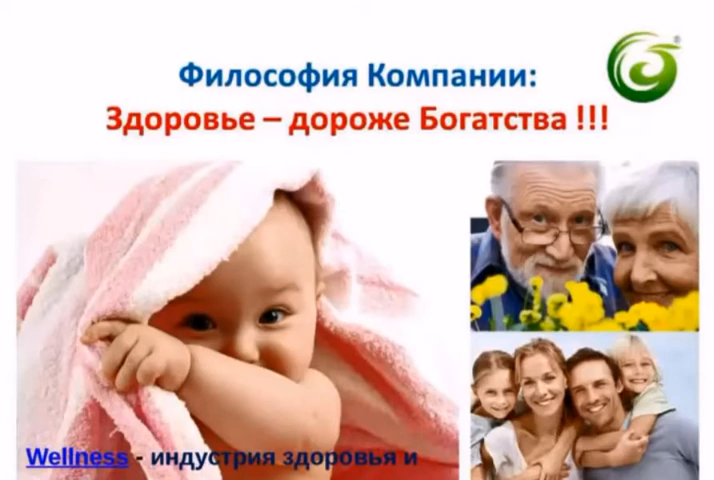 Философия Компании:
Здоровье – дороже Богатства !!!
Wellness - индустрия здоровья и